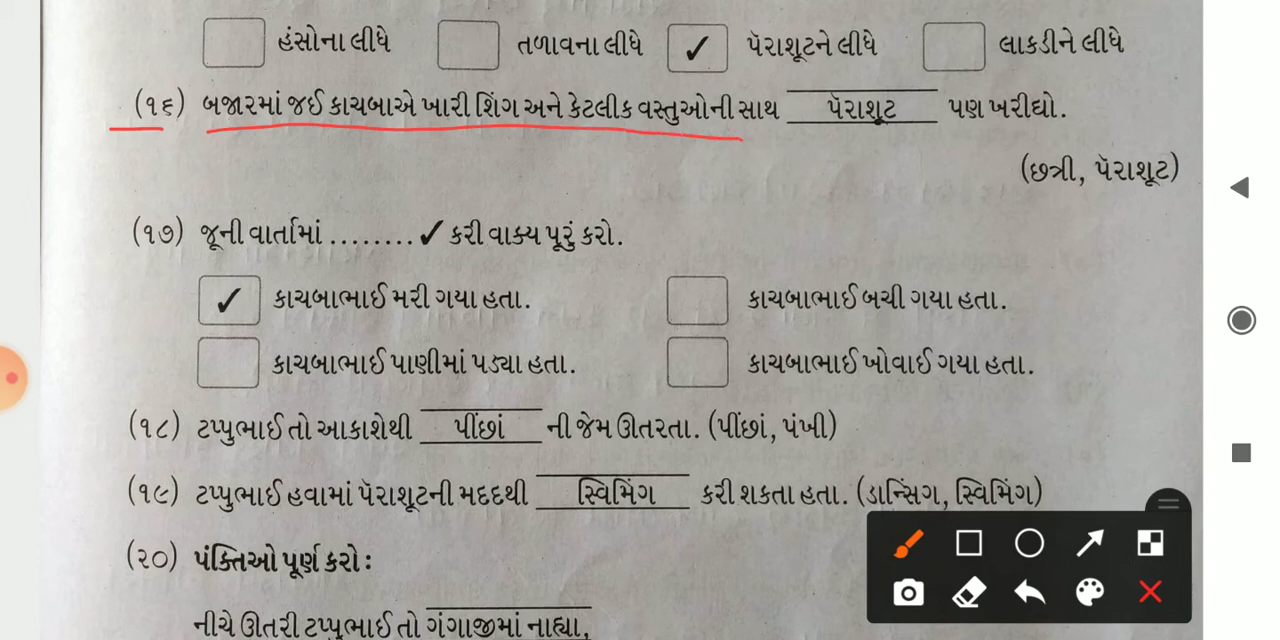 હંસોના લીધે તળાવના લીધે ✓ પૅરાશૂટને લીધે લાકડીને લીધે
(૧૬) બજારમાં જઈ કાચબાએ ખારી શિંગ અને કેટલીક વસ્તુઓની સાથ પૅરાશૂટ પણ ખરીદ્યો.
(છત્રી, પૅરાશૂટ)
(૧૭) જૂની વાર્તામાં ........ ✓ કરી વાક્ય પૂરું કરો.
✓ કાચબાભાઈ મરી ગયા હતા. કાચબાભાઈ બચી ગયા હતા.
કાચબાભાઈ પાણીમાં પડ્યા હતા. કાચબાભાઈ ખોવાઈ ગયા હતા.
(૧૮) ટપ્પુભાઈ તો આકાશેથી પીંછાં ની જેમ ઊતરતા. (પીંછાં, પંખી)
(૧૯) ટપ્પુભાઈ હવામાં પૅરાશૂટની મદદથી સ્વિમિંગ કરી શકતા હતા. (ડાન્સિંગ, સ્વિમિંગ)
(૨૦) પંક્તિઓ પૂર્ણ કરો :
નીચે ઊતરી ટપ્પુભાઈ તો ગંગાજીમાં નાહ્યા,